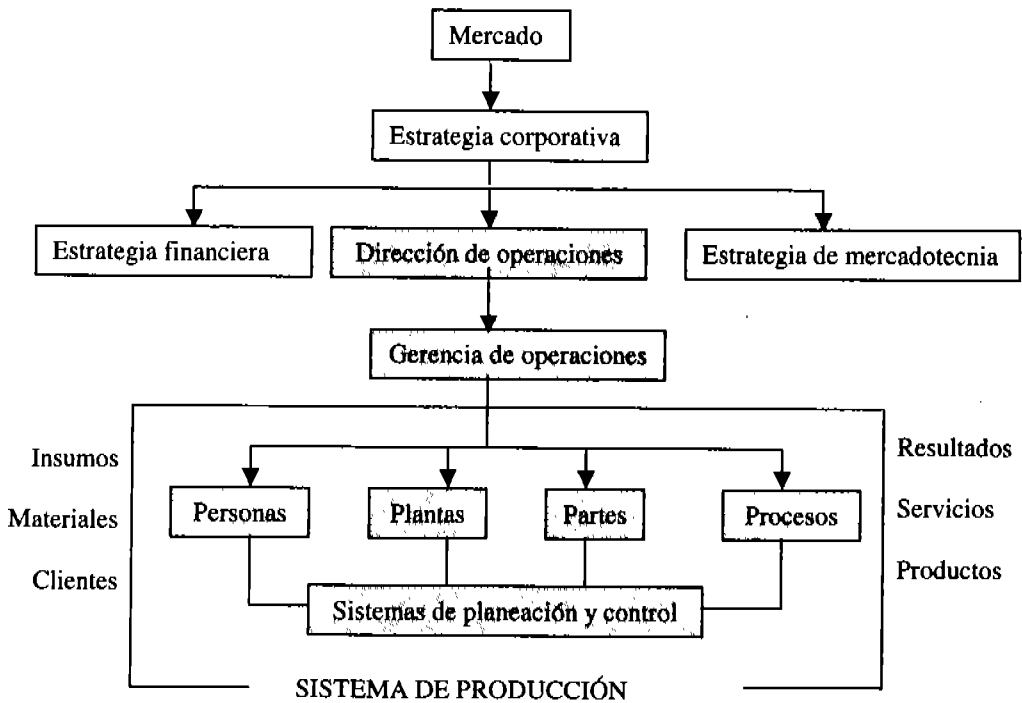 Mercado
Estrategia corporativa
Estrategia financiera
Dirección de operaciones
Estrategia de mercadotecnia
Gerencia de operaciones
Insumos
Materiales
Clientes
Personas
Plantas
Partes
Procesos
Resultados
Servicios
Productos
Sistemas de planeación y control
SISTEMA DE PRODUCCIÓN